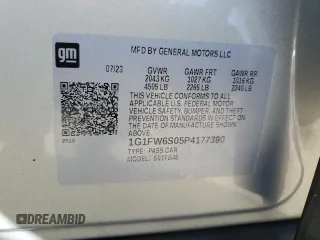 gm
MFD BY GENERAL MOTORS LLC
07/23 GVWR GAWR FRT GAWR RR
2043 KG 1027 KG 1016 KG
4505 LB 2265 LB 2240 LB
THIS VEHICLE CONFORMS TO ALL APPLICABLE
U.S. FEDERAL MOTOR VEHICLE
SAFETY, BUMPER, AND THEFT
PREVENTION STANDARDS IN
EFFECT ON THE DATE OF
MANUFACTURE SHOWN ABOVE.
1G1FW6S05P4177390
TYPE: PASS CAR
DREAMBID
DREAMBID.COM